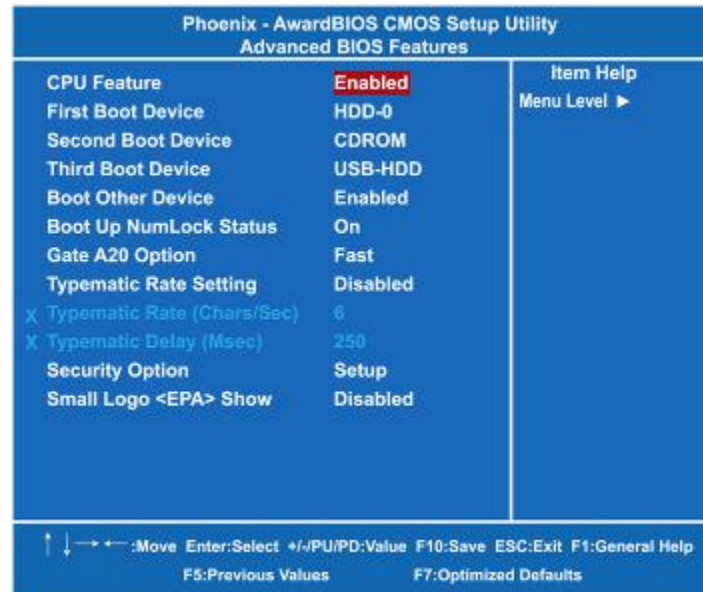 Phoenix - AwardBIOS CMOS Setup Utility
Advanced BIOS Features
CPU Feature Enabled
First Boot Device HDD-0
Second Boot Device CDROM
Third Boot Device USB-HDD
Boot Other Device Enabled
Boot Up NumLock Status On
Gate A20 Option Fast
Typematic Rate Setting Disabled
X Typematic Rate (Chars/Sec) 6
X Typematic Delay (Msec) 250
Security Option Setup
Small Logo <EPA> Show Disabled
Item Help
Menu Level ►
↑ ↓ → ← :Move Enter:Select +/-/PU/PD:Value F10:Save ESC:Exit F1:General Help
F5:Previous Values F7:Optimized Defaults